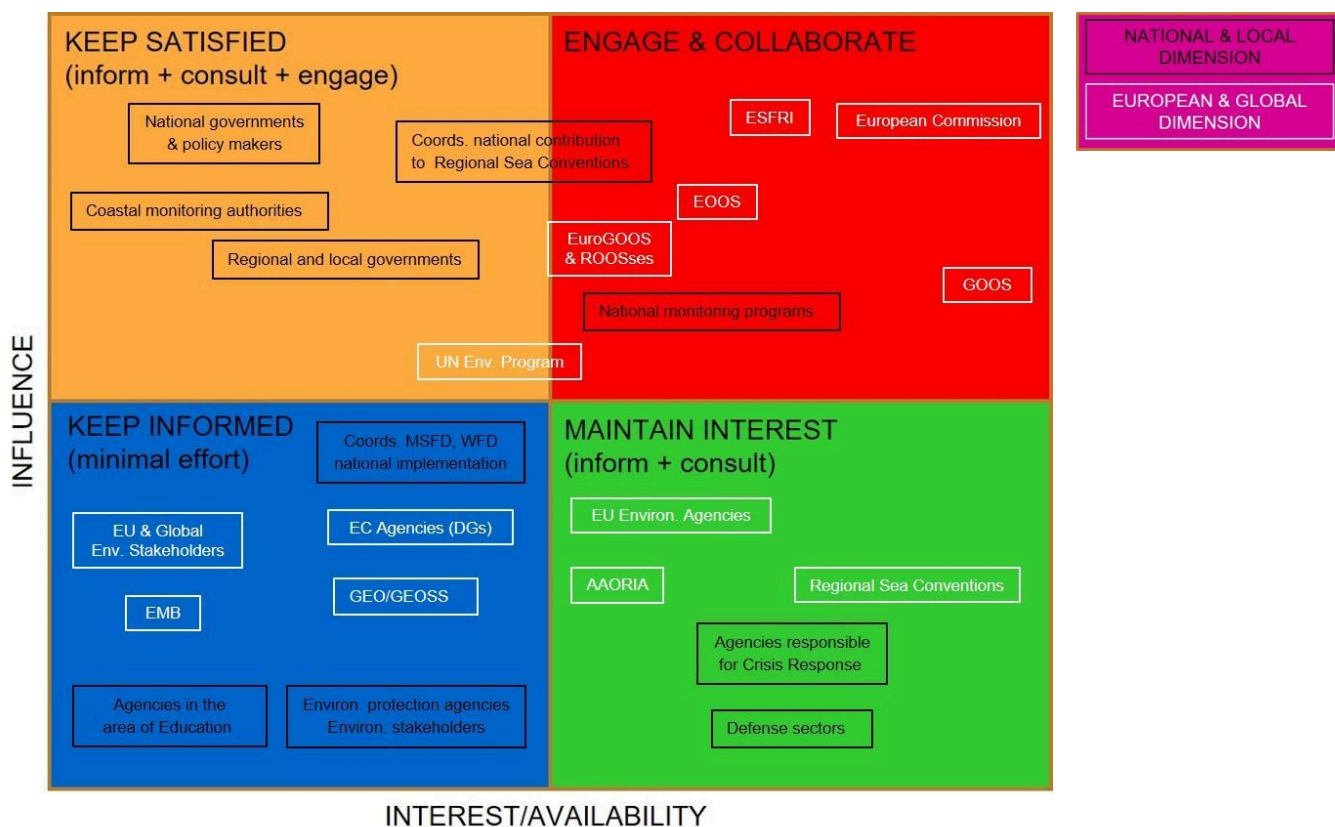 KEEP SATISFIED
(inform + consult + engage)
National governments
& policy makers
Coords. national contribution
to Regional Sea Conventions
Coastal monitoring authorities
Regional and local governments
UN Env. Program
ENGAGE & COLLABORATE
ESFRI
European Commission
EOOS
EuroGOOS
& ROOSses
GOOS
National monitoring programs
NATIONAL & LOCAL
DIMENSION
EUROPEAN & GLOBAL
DIMENSION
INFLUENCE
KEEP INFORMED
(minimal effort)
Coords. MSFD, WFD
national implementation
EU & Global
Env. Stakeholders
EC Agencies (DGs)
EMB
GEO/GEOSS
Agencies in the
area of Education
Environ. protection agencies
Environ. stakeholders
MAINTAIN INTEREST
(inform + consult)
EU Environ. Agencies
AAORIA
Regional Sea Conventions
Agencies responsible
for Crisis Response
Defense sectors
INTEREST/AVAILABILITY